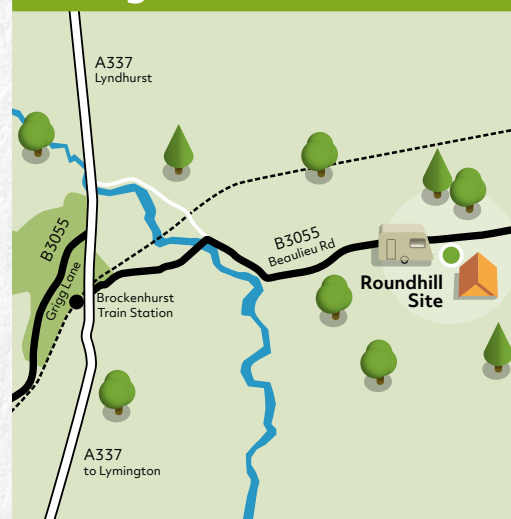 A337
Lyndhurst
B3055
Grigg Lane
B3055
Beaulieu Rd
Roundhill
Site
Brockenhurst
Train Station
A337
to Lymington